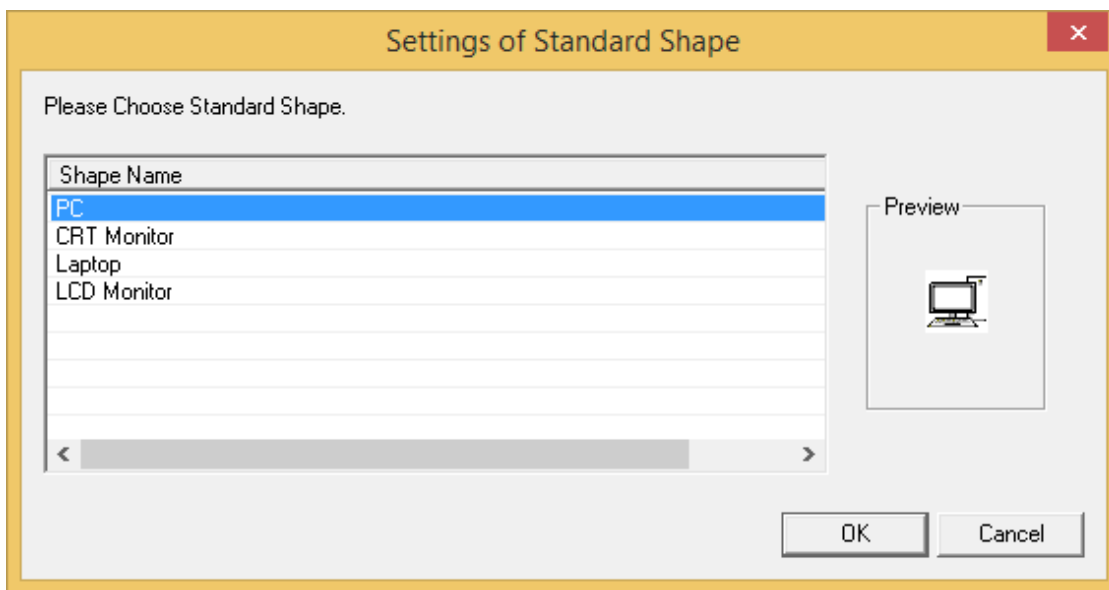 Settings of Standard Shape
Please Choose Standard Shape.
Shape Name
PC
CRT Monitor
Laptop
LCD Monitor
Preview
OK
Cancel